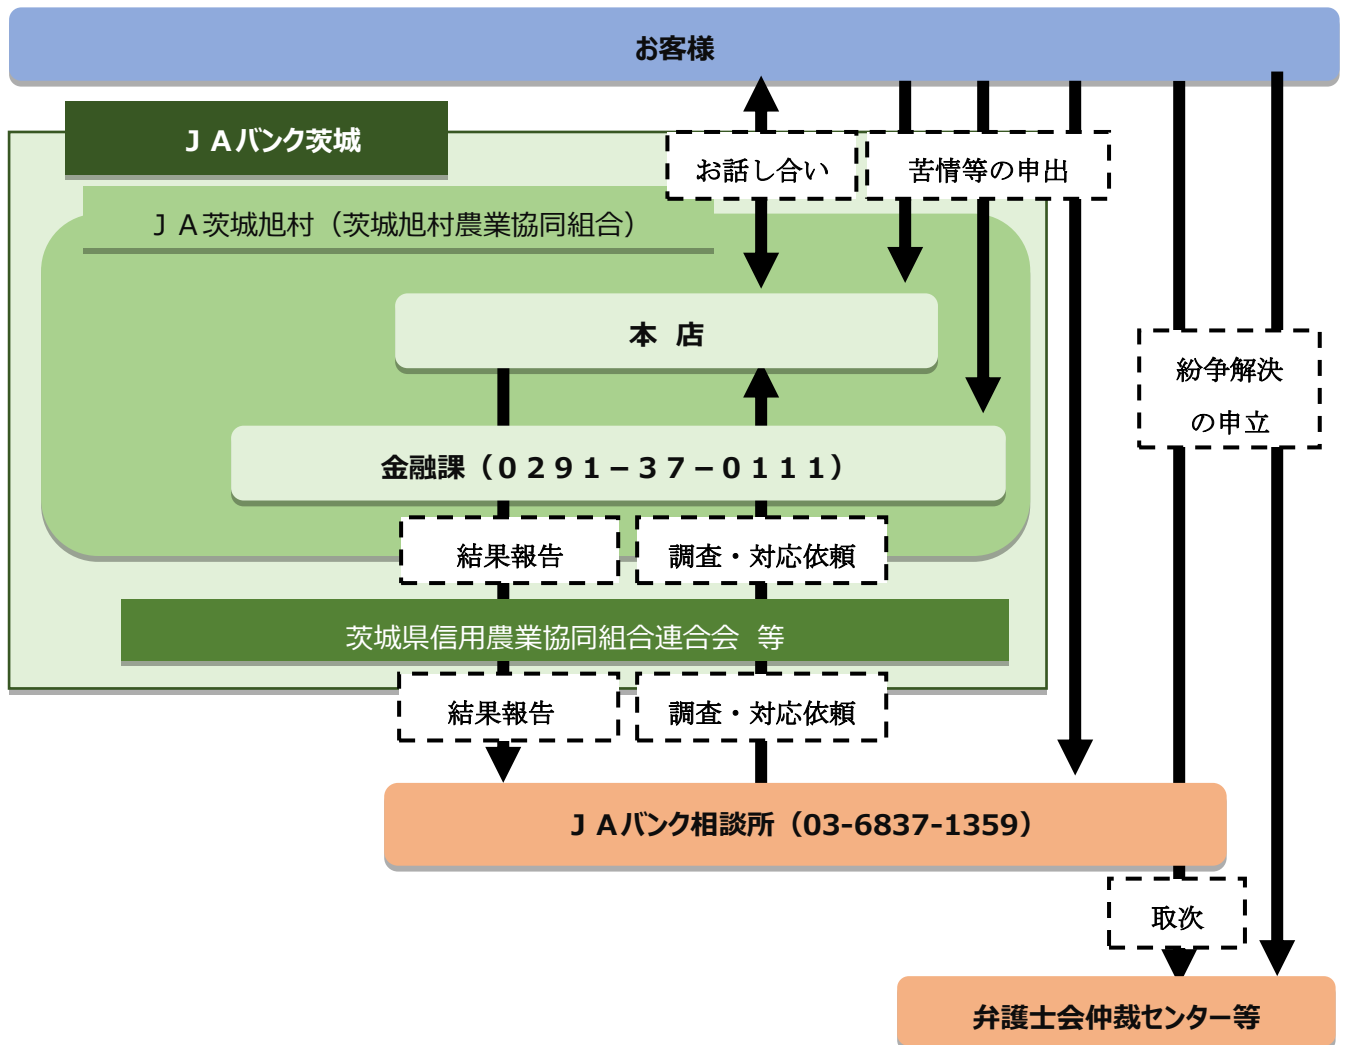 お客様
ＪＡバンク茨城
お話し合い
苦情等の申出
ＪＡ茨城旭村（茨城旭村農業協同組合）
本 店
紛争解決
の申立
金融課（０２９１－３７－０１１１）
結果報告
調査・対応依頼
茨城県信用農業協同組合連合会 等
結果報告
調査・対応依頼
ＪＡバンク相談所（03-6837-1359）
取次
弁護士会仲裁センター等